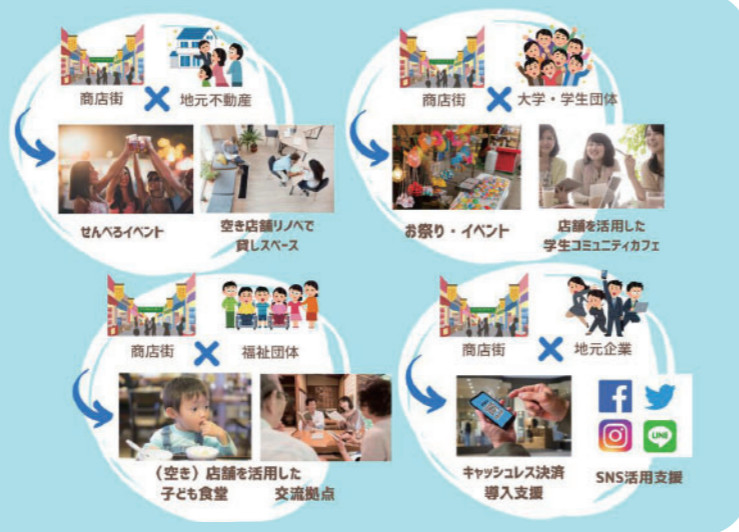 商店街 × 地元不動産
せんべろイベント
空き店舗リノベで
貸しスペース
商店街 × 大学・学生団体
お祭り・イベント
店舗を活用した
学生コミュニティカフェ
商店街 × 福祉団体
（空き）店舗を活用した
子ども食堂 交流拠点
商店街 × 地元企業
キャッシュレス決済
導入支援
LINE
SNS活用支援